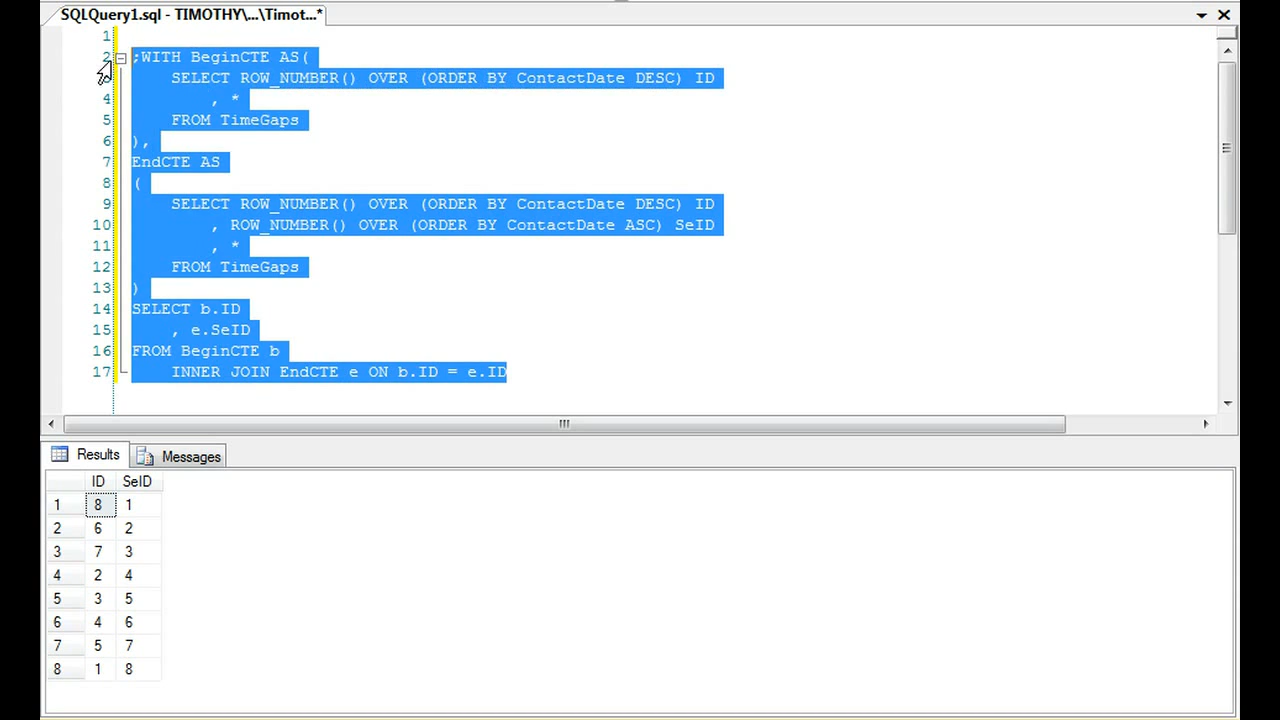 SQLQuery1.sql - TIMOTHY\...\Timot...*
1
2 ;WITH BeginCTE AS(
SELECT ROW_NUMBER() OVER (ORDER BY ContactDate DESC) ID
4 , *
5 FROM TimeGaps
6 ),
7 EndCTE AS
8 (
9 SELECT ROW_NUMBER() OVER (ORDER BY ContactDate DESC) ID
10 , ROW_NUMBER() OVER (ORDER BY ContactDate ASC) SeID
11 , *
12 FROM TimeGaps
13 )
14 SELECT b.ID
15 , e.SeID
16 FROM BeginCTE b
17 INNER JOIN EndCTE e ON b.ID = e.ID
Results Messages
ID SeID
1 8 1
2 6 2
3 7 3
4 2 4
5 3 5
6 4 6
7 5 7
8 1 8